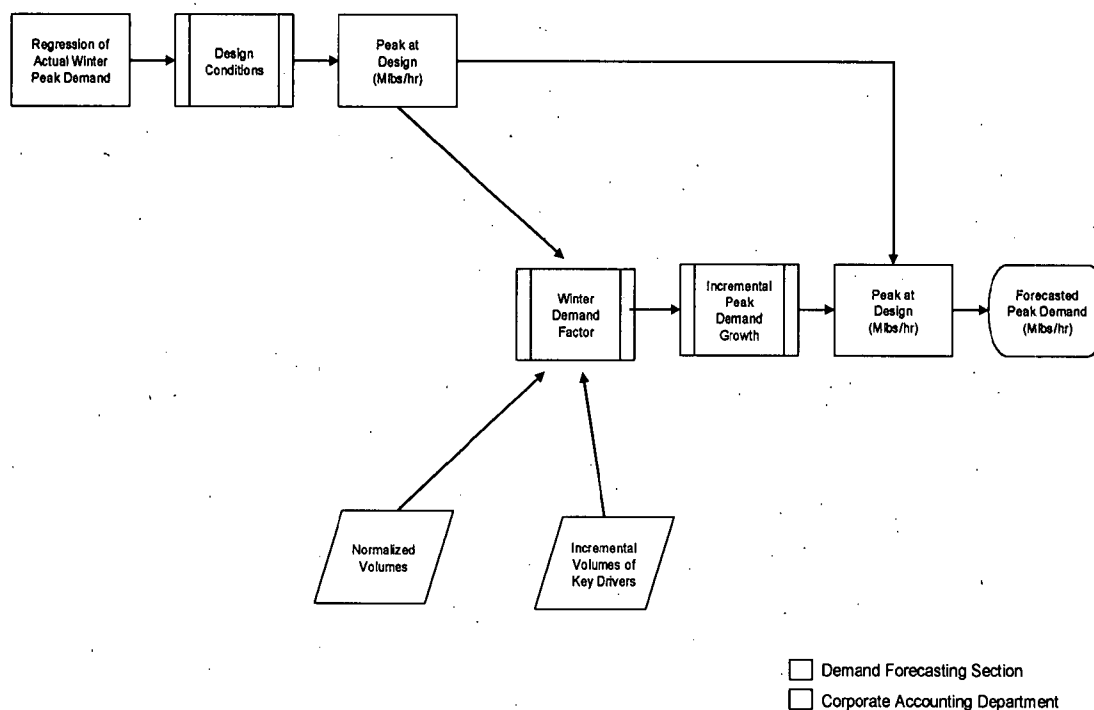 Regression of
Actual Winter
Peak Demand
Design
Conditions
Peak at
Design
(Mlbs/hr)
Winter
Demand
Factor
Incremental
Peak
Demand
Growth
Peak at
Design
(Mlbs/hr)
Forecasted
Peak Demand
(Mlbs/hr)
Normalized
Volumes
Incremental
Volumes of
Key Drivers
Demand Forecasting Section
Corporate Accounting Department